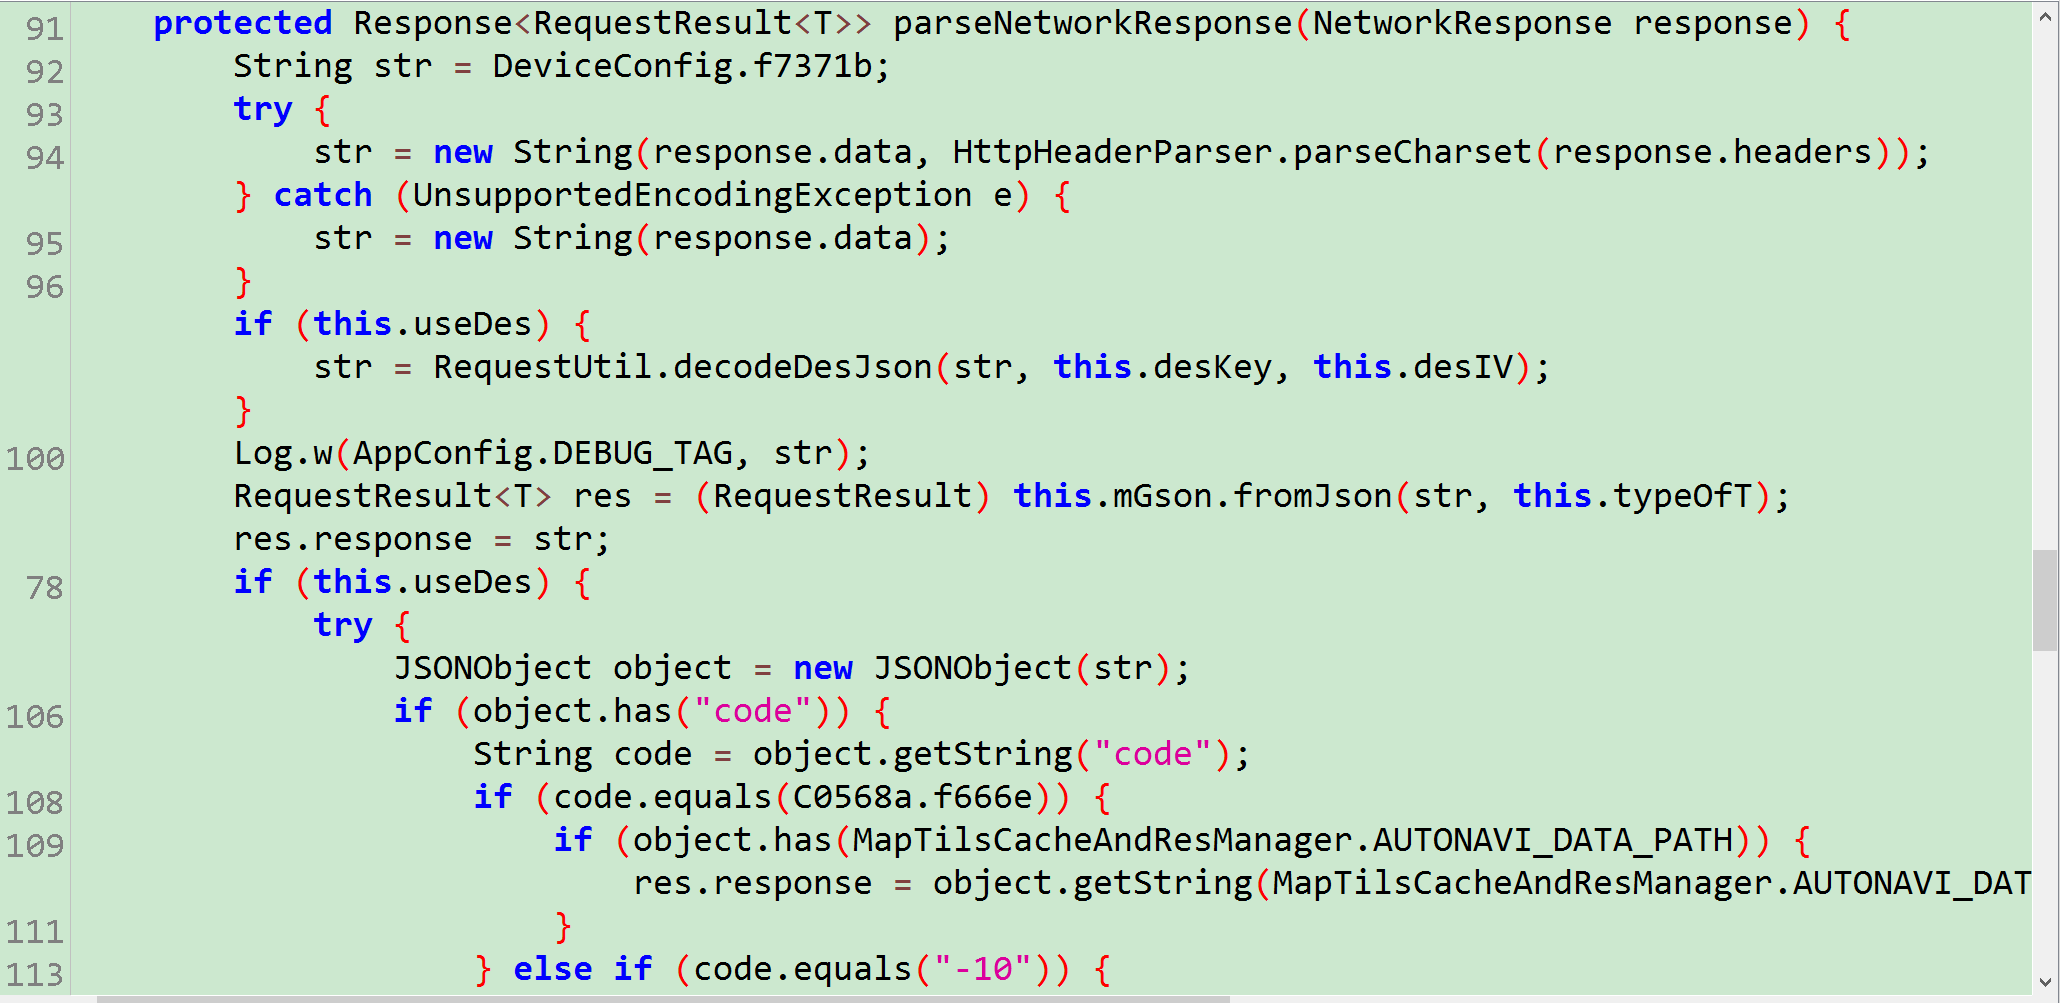 91 protected Response<RequestResult<T>> parseNetworkResponse(NetworkResponse response) {
92 String str = DeviceConfig.f7371b;
93 try {
94 str = new String(response.data, HttpHeaderParser.parseCharset(response.headers));
} catch (UnsupportedEncodingException e) {
95 str = new String(response.data);
96 }
if (this.useDes) {
str = RequestUtil.decodeDesJson(str, this.desKey, this.desIV);
}
100 Log.w(AppConfig.DEBUG_TAG, str);
RequestResult<T> res = (RequestResult) this.mGson.fromJson(str, this.typeOfT);
res.response = str;
78 if (this.useDes) {
try {
JSONObject object = new JSONObject(str);
106 if (object.has("code")) {
String code = object.getString("code");
108 if (code.equals(C0568a.f666e)) {
109 if (object.has(MapTilsCacheAndResManager.AUTONAVI_DATA_PATH)) {
res.response = object.getString(MapTilsCacheAndResManager.AUTONAVI_DAT
111 }
113 } else if (code.equals("-10")) {